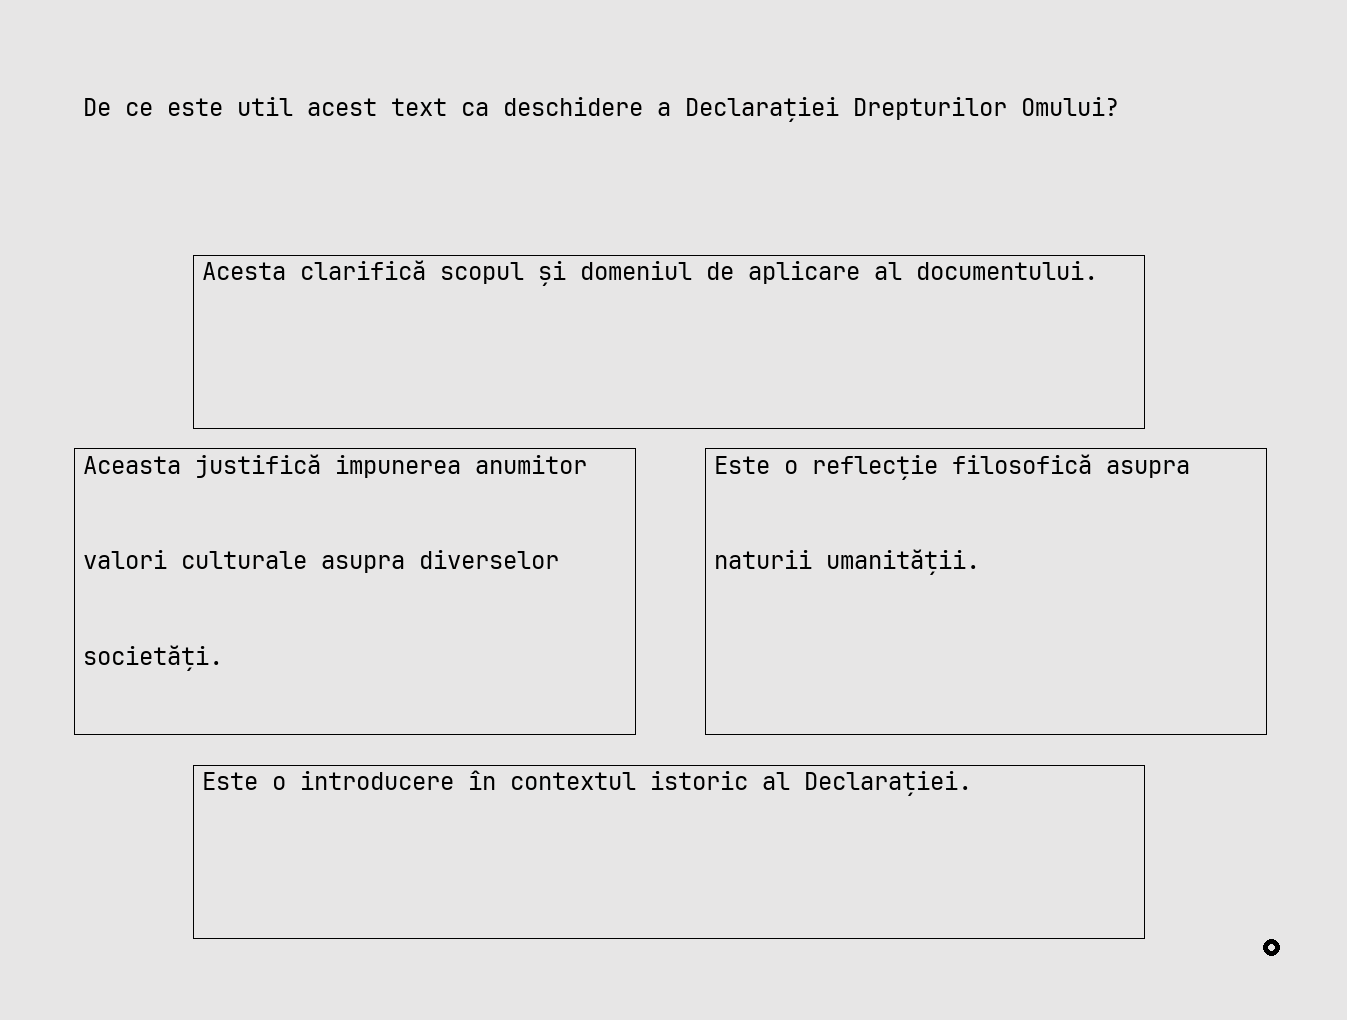 De ce este util acest text ca deschidere a Declarației Drepturilor Omului?
Acesta clarifică scopul și domeniul de aplicare al documentului.
Aceasta justifică impunerea anumitor
valori culturale asupra diverselor
societăți.
Este o reflecție filosofică asupra
naturii umanității.
Este o introducere în contextul istoric al Declarației.